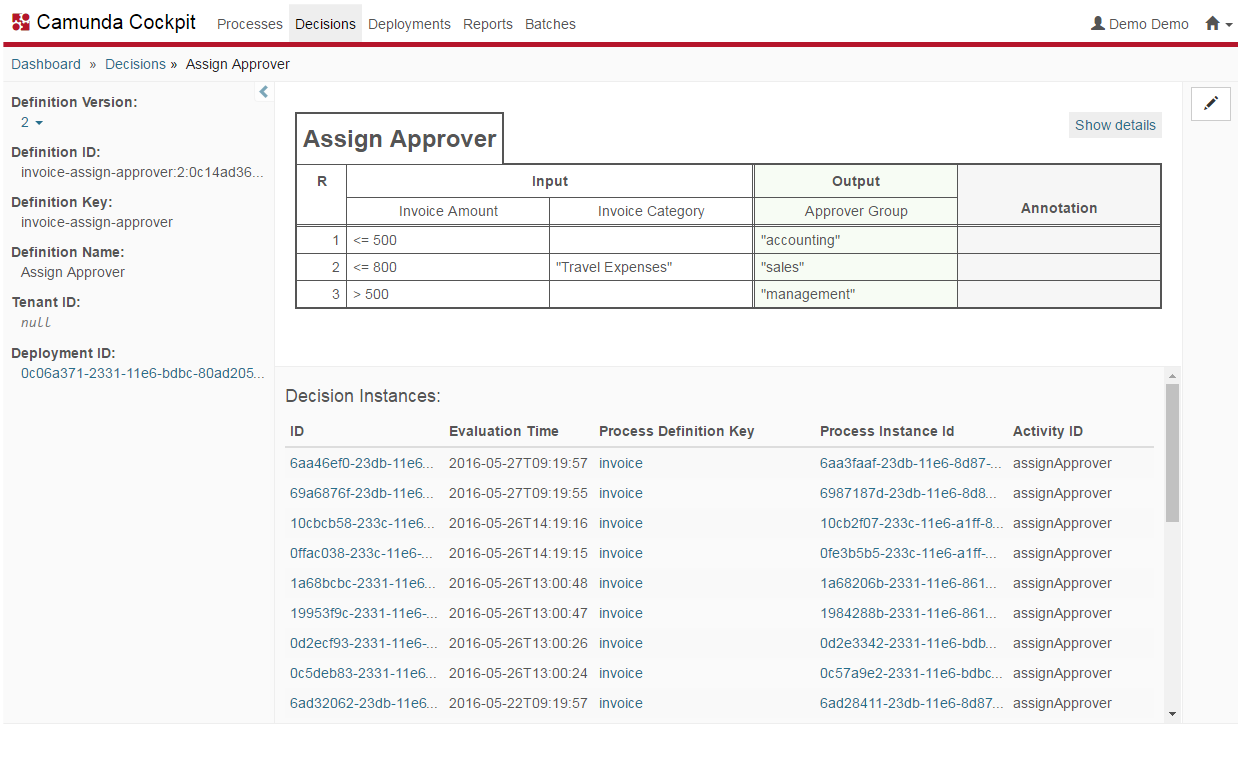 Camunda Cockpit Processes Decisions Deployments Reports Batches Demo Demo
Dashboard » Decisions » Assign Approver
Definition Version:
2
Definition ID:
invoice-assign-approver:2:0c14ad36...
Definition Key:
invoice-assign-approver
Definition Name:
Assign Approver
Tenant ID:
null
Deployment ID:
0c06a371-2331-11e6-bdbc-80ad205...
Show details
Assign Approver
R Input Output Annotation
Invoice Amount Invoice Category Approver Group
1 <= 500 "accounting"
2 <= 800 "Travel Expenses" "sales"
3 > 500 "management"
Decision Instances:
ID Evaluation Time Process Definition Key Process Instance Id Activity ID
6aa46ef0-23db-11e6... 2016-05-27T09:19:57 invoice 6aa3faaf-23db-11e6-8d87-... assignApprover
69a6876f-23db-11e6... 2016-05-27T09:19:55 invoice 6987187d-23db-11e6-8d8... assignApprover
10cbcb58-233c-11e6... 2016-05-26T14:19:16 invoice 10cb2f07-233c-11e6-a1ff-8... assignApprover
0ffac038-233c-11e6-... 2016-05-26T14:19:15 invoice 0fe3b5b5-233c-11e6-a1ff-... assignApprover
1a68bcbc-2331-11e6... 2016-05-26T13:00:48 invoice 1a68206b-2331-11e6-861... assignApprover
19953f9c-2331-11e6-... 2016-05-26T13:00:47 invoice 1984288b-2331-11e6-861... assignApprover
0d2ecf93-2331-11e6-... 2016-05-26T13:00:26 invoice 0d2e3342-2331-11e6-bdb... assignApprover
0c5deb83-2331-11e6... 2016-05-26T13:00:24 invoice 0c57a9e2-2331-11e6-bdbc... assignApprover
6ad32062-23db-11e6... 2016-05-22T09:19:57 invoice 6ad28411-23db-11e6-8d87... assignApprover